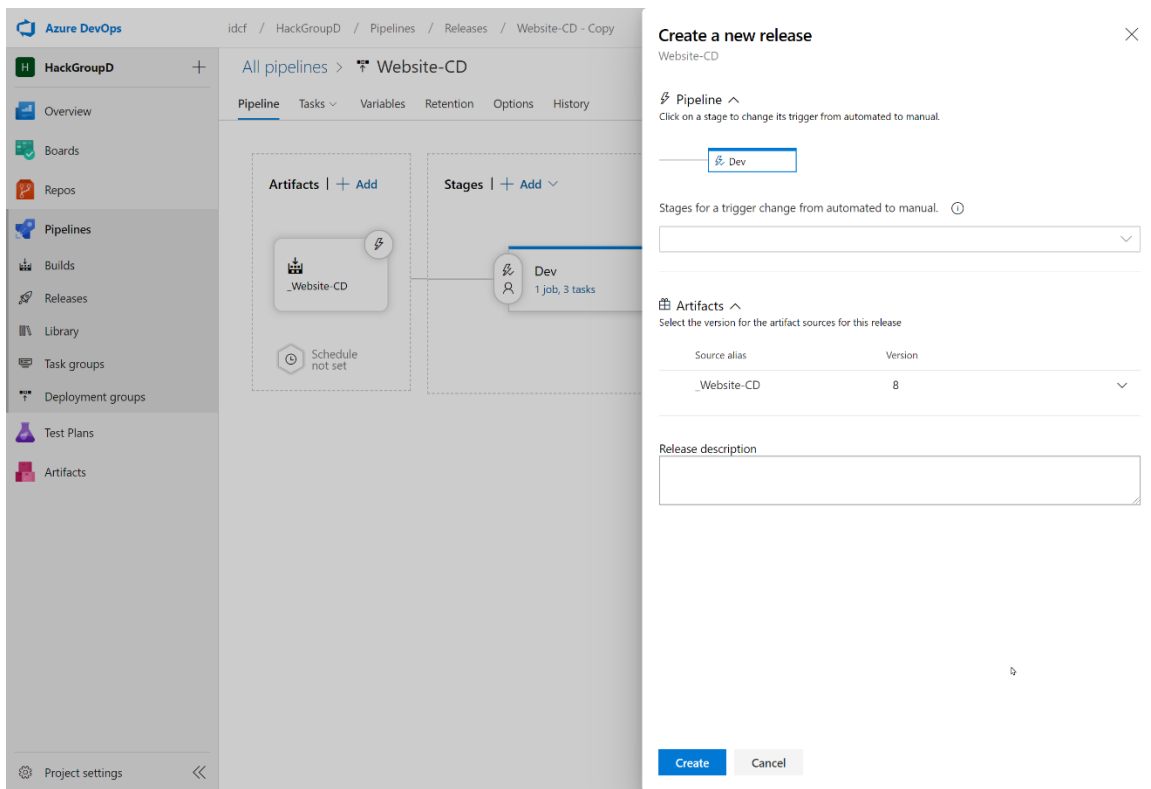 Azure DevOps
idcf / HackGroupD / Pipelines / Releases / Website-CD - Copy
H HackGroupD
Overview
Boards
Repos
Pipelines
Builds
Releases
Library
Task groups
Deployment groups
Test Plans
Artifacts
Project settings
All pipelines > Website-CD
Pipeline Tasks Variables Retention Options History
Artifacts | + Add
Stages | + Add
_Website-CD
Dev
1 job, 3 tasks
Schedule
not set
Create a new release
Website-CD
Pipeline
Click on a stage to change its trigger from automated to manual.
Dev
Stages for a trigger change from automated to manual.
Artifacts
Select the version for the artifact sources for this release
Source alias Version
_Website-CD 8
Release description
Create Cancel